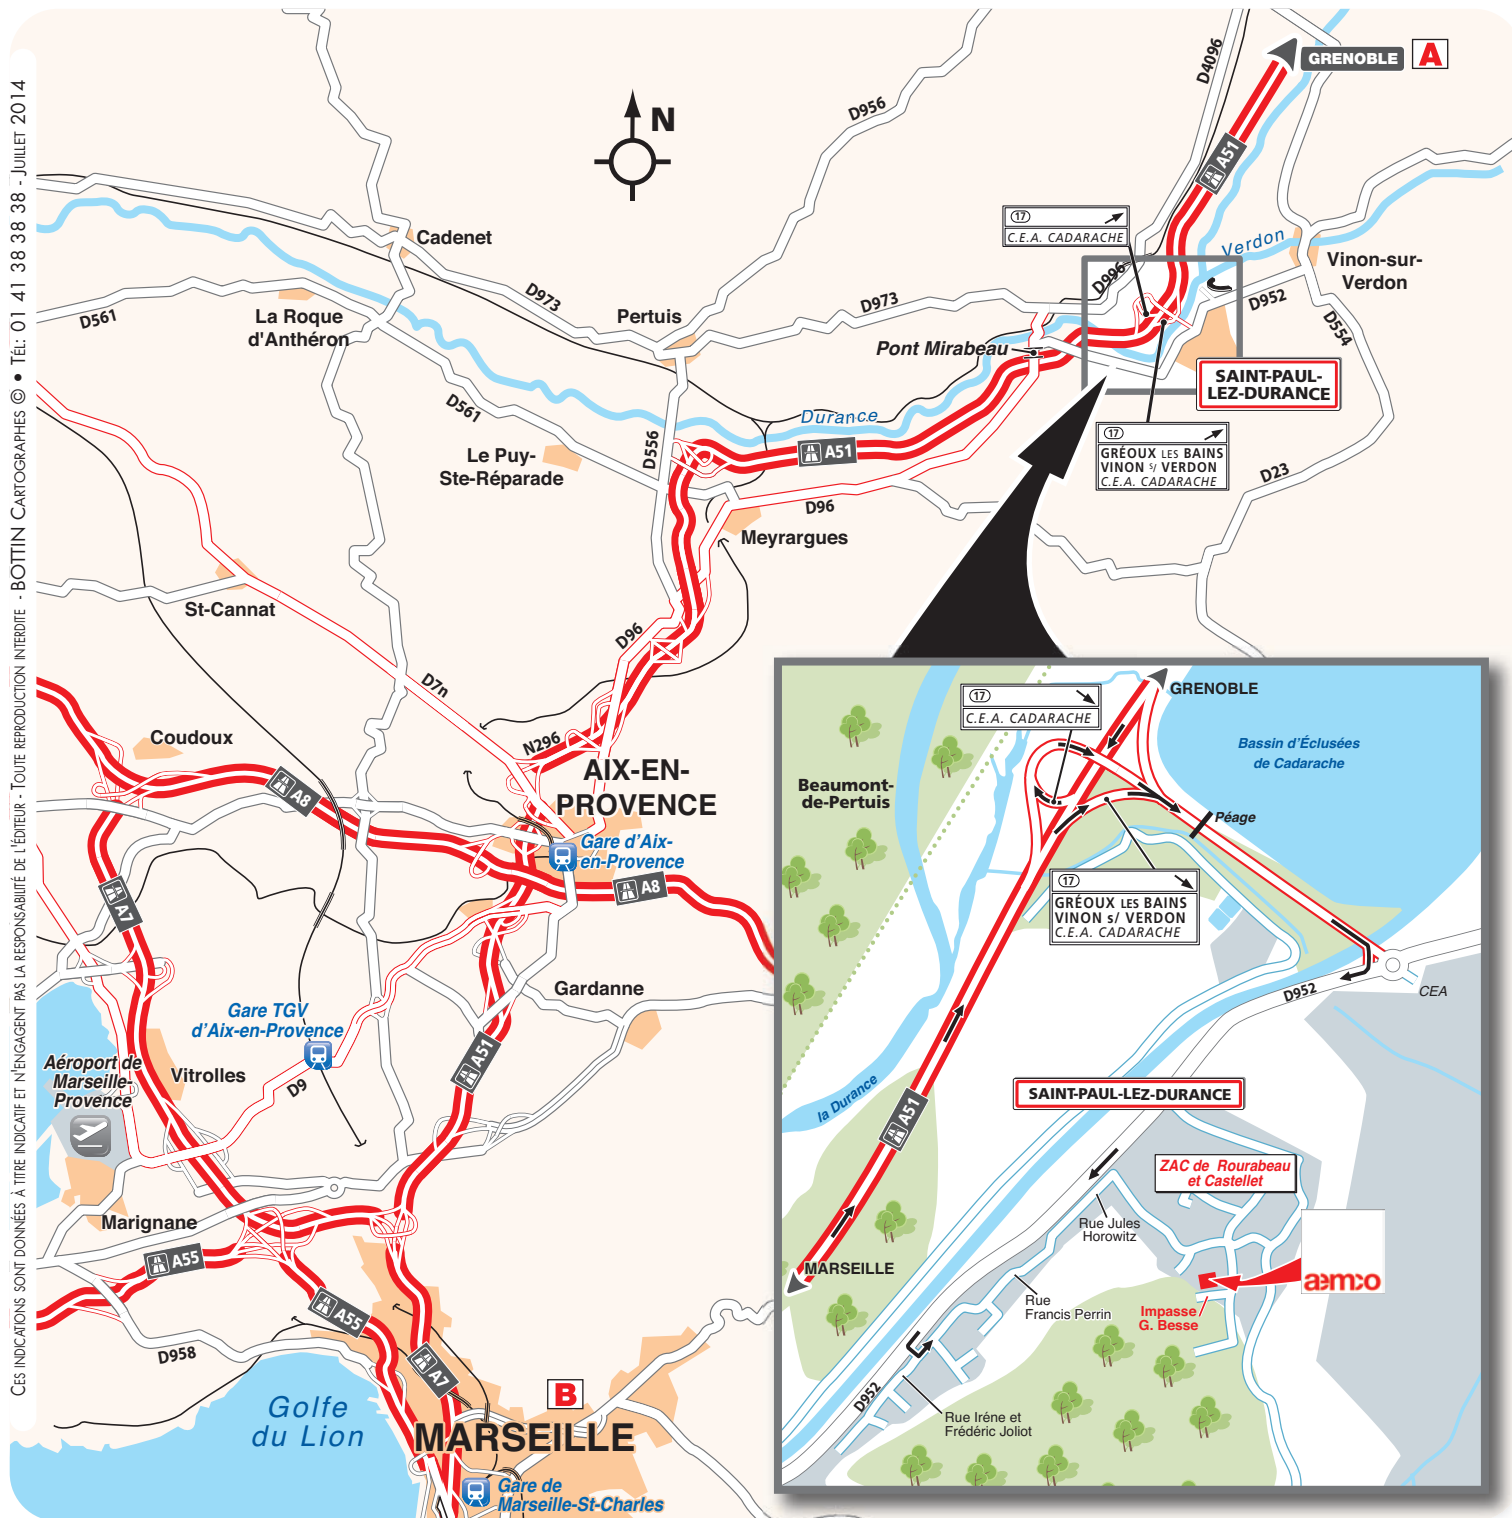 CES INDICATIONS SONT DONNÉES À TITRE INDICATIF ET N'ENGAGENT PAS LA RESPONSABILITÉ DE L'ÉDITEUR - TOUTE REPRODUCTION INTERDITE - BOTTIN CARTOGRAPHES © • TÉL: 01 41 38 38 38 - JUILLET 2014
GRENOBLE
A
D4096
D956
N
A51
17
C.E.A. CADARACHE
Verdon
Cadenet
Vinon-sur-
Verdon
D996
D973
D952
D973
D561
La Roque
d'Anthéron
Pertuis
D554
Pont Mirabeau
SAINT-PAUL-
LEZ-DURANCE
D561
Durance
17
GRÉOUX LES BAINS
VINON S/ VERDON
C.E.A. CADARACHE
D556
A51
Le Puy-
Ste-Réparade
D23
D96
Meyrargues
St-Cannat
D96
D7n
Coudoux
N296
AIX-EN-
PROVENCE
A8
Gare d'Aix-
en-Provence
A8
A7
Gardanne
Gare TGV
d'Aix-en-Provence
A51
Aéroport de
Marseille-
Provence
Vitrolles
D9
Marignane
A55
A55
D958
A7
B
Golfe
du Lion
MARSEILLE
Gare de
Marseille-St-Charles
GRENOBLE
17
C.E.A. CADARACHE
Bassin d'Éclusées
de Cadarache
Beaumont-
de-Pertuis
Péage
17
GRÉOUX LES BAINS
VINON S/ VERDON
C.E.A. CADARACHE
D952
CEA
la Durance
A51
SAINT-PAUL-LEZ-DURANCE
ZAC de Rourabeau
et Castellet
Rue Jules
Horowitz
MARSEILLE
aemco
Rue
Francis Perrin
Impasse
G. Besse
D952
Rue Iréne et
Frédéric Joliot